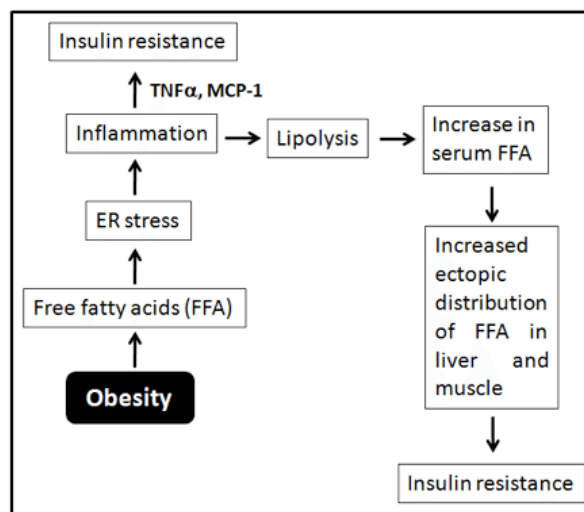 Insulin resistance
TNFα, MCP-1
Inflammation
Lipolysis
Increase in
serum FFA
ER stress
Increased
ectopic
distribution
of FFA in
liver and
muscle
Free fatty acids (FFA)
Obesity
Insulin resistance